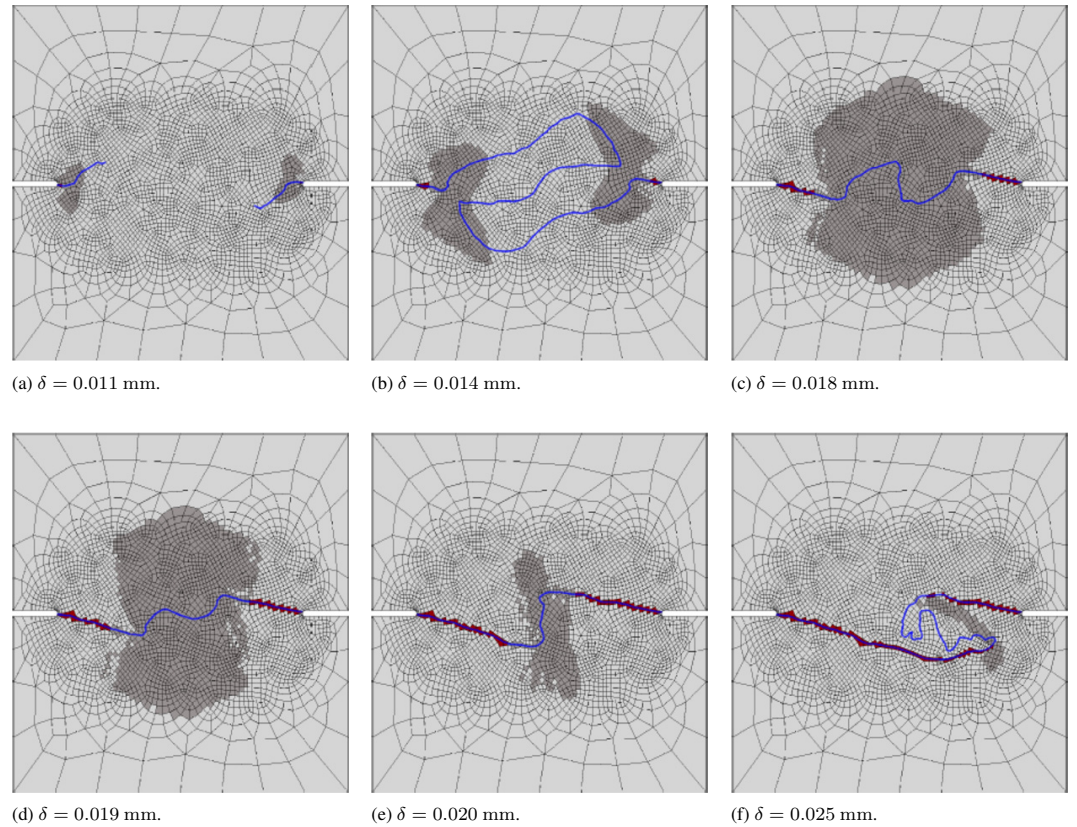 (a) δ = 0.011 mm.
(b) δ = 0.014 mm.
(c) δ = 0.018 mm.
(d) δ = 0.019 mm.
(e) δ = 0.020 mm.
(f) δ = 0.025 mm.